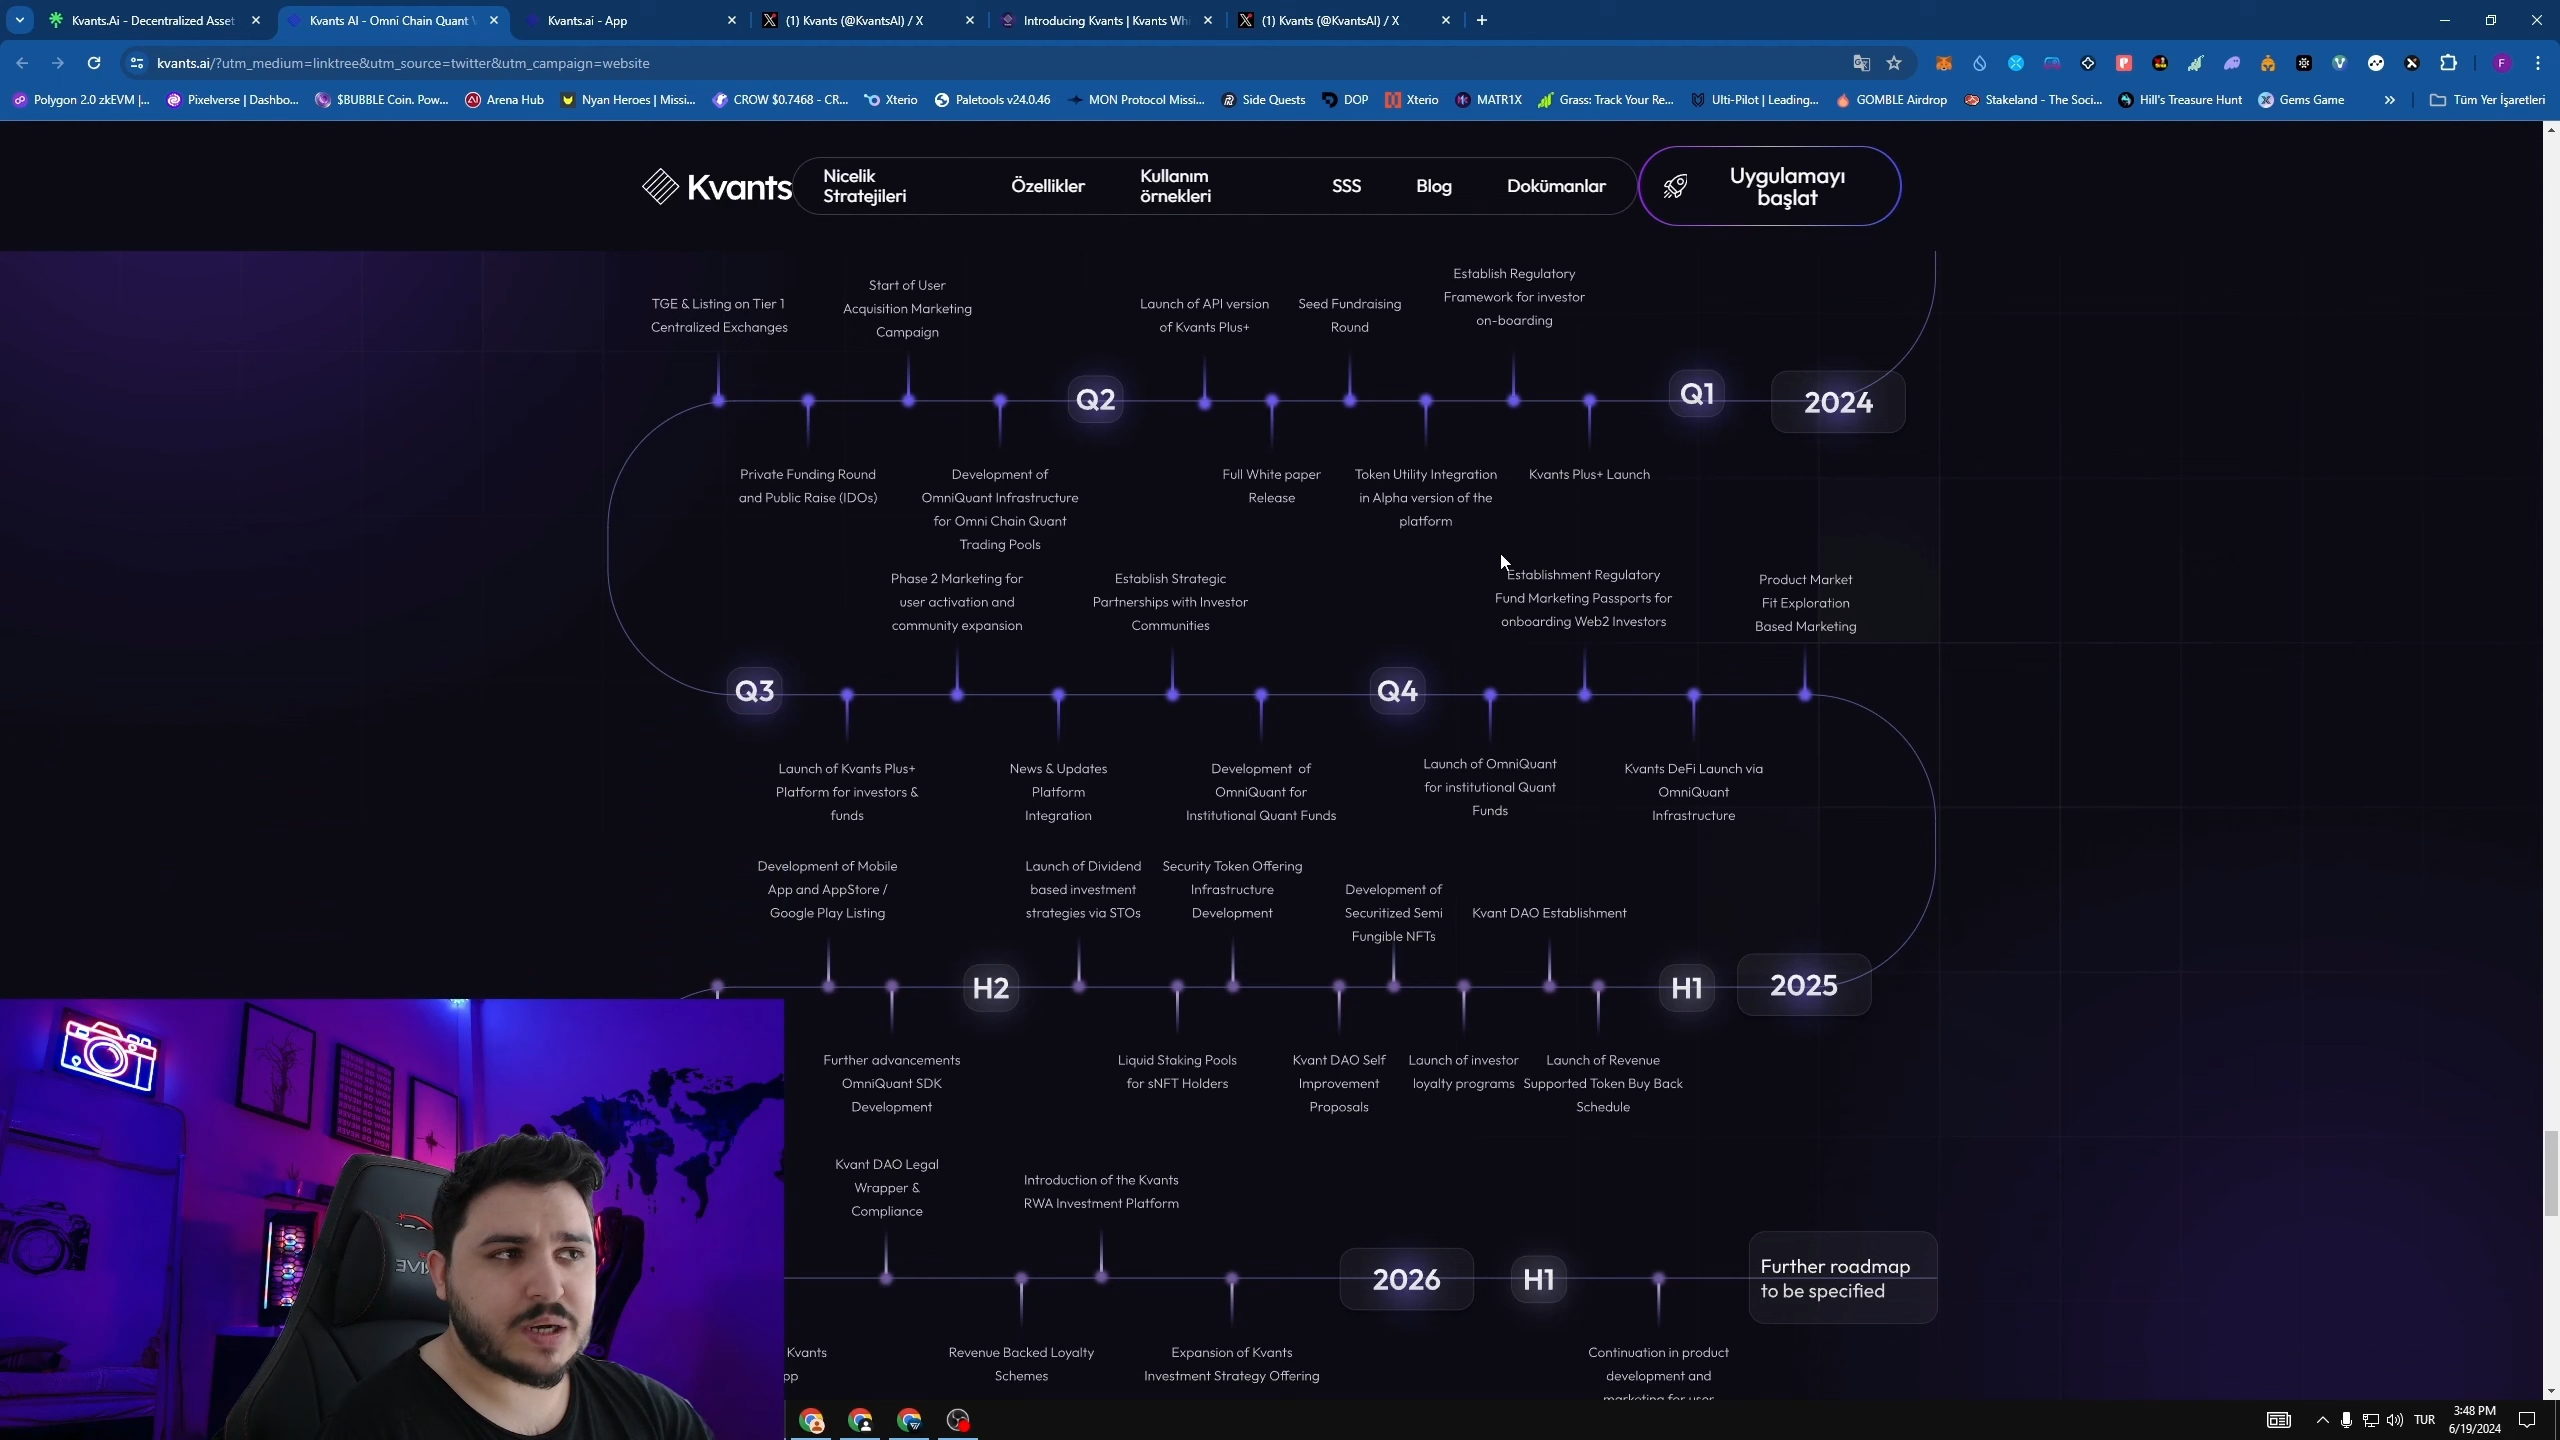 Kvants.Ai - Decentralized Asset
Kvants AI - Omni Chain Quant V
Kvants.ai - App
(1) Kvants (@KvantsAI) / X
Introducing Kvants | Kvants Whi
(1) Kvants (@KvantsAI) / X
kvants.ai/?utm_medium=linktree&utm_source=twitter&utm_campaign=website
Polygon 2.0 zkEVM |...
Pixelverse | Dashbo...
$BUBBLE Coin. Pow...
Arena Hub
Nyan Heroes | Missi...
CROW $0.7468 - CR...
Xterio
Paletools v24.0.46
MON Protocol Missi...
Side Quests
DOP
Xterio
MATR1X
Grass: Track Your Re...
Ulti-Pilot | Leading...
GOMBLE Airdrop
Stakeland - The Soci...
Hill's Treasure Hunt
Gems Game
Tüm Yer İşaretleri
Kvants
Nicelik
Stratejileri
Özellikler
Kullanım
örnekleri
SSS
Blog
Dokümanlar
Uygulamayı
başlat
TGE & Listing on Tier 1
Centralized Exchanges
Start of User
Acquisition Marketing
Campaign
Launch of API version
of Kvants Plus+
Seed Fundraising
Round
Establish Regulatory
Framework for investor
on-boarding
Q2
Q1
2024
Private Funding Round
and Public Raise (IDOs)
Development of
OmniQuant Infrastructure
for Omni Chain Quant
Trading Pools
Full White paper
Release
Token Utility Integration
in Alpha version of the
platform
Kvants Plus+ Launch
Phase 2 Marketing for
user activation and
community expansion
Establish Strategic
Partnerships with Investor
Communities
Establishment Regulatory
Fund Marketing Passports for
onboarding Web2 Investors
Product Market
Fit Exploration
Based Marketing
Q3
Q4
Launch of Kvants Plus+
Platform for investors &
funds
News & Updates
Platform
Integration
Development of
OmniQuant for
Institutional Quant Funds
Launch of OmniQuant
for institutional Quant
Funds
Kvants DeFi Launch via
OmniQuant
Infrastructure
Development of Mobile
App and AppStore /
Google Play Listing
Launch of Dividend
based investment
strategies via STOs
Security Token Offering
Infrastructure
Development
Development of
Securitized Semi
Fungible NFTs
Kvant DAO Establishment
H2
H1
2025
Further advancements
OmniQuant SDK
Development
Liquid Staking Pools
for sNFT Holders
Kvant DAO Self
Improvement
Proposals
Launch of investor
loyalty programs
Launch of Revenue
Supported Token Buy Back
Schedule
Kvant DAO Legal
Wrapper &
Compliance
Introduction of the Kvants
RWA Investment Platform
2026
H1
Further roadmap
to be specified
Kvants
pp
Revenue Backed Loyalty
Schemes
Expansion of Kvants
Investment Strategy Offering
Continuation in product
development and
marketing for user
TUR
3:48 PM
6/19/2024